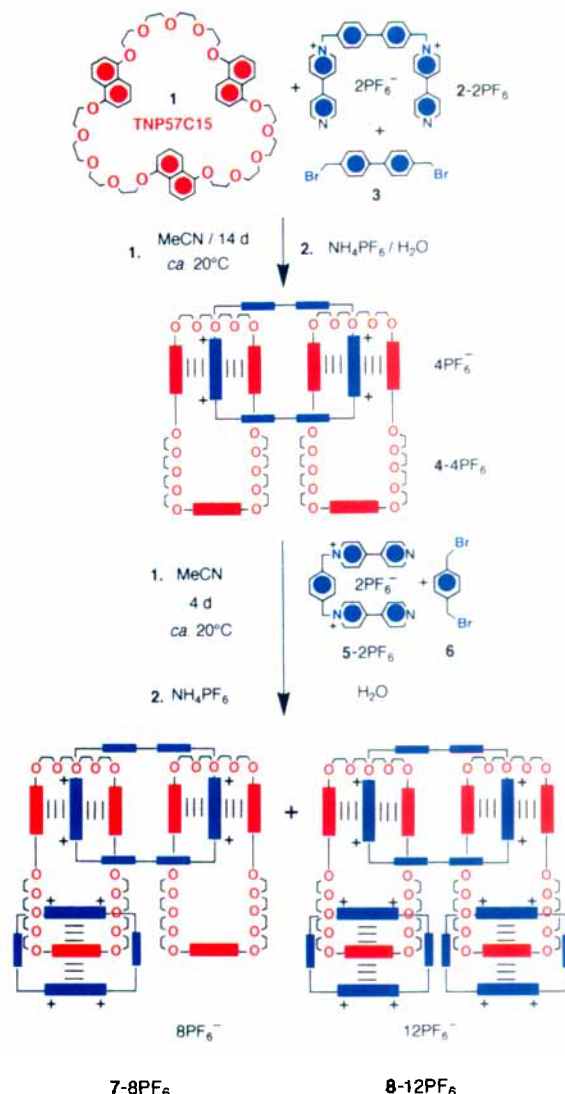 1
TNP57C15
+
2PF₆⁻
2-2PF₆
+
Br
Br
3
1. MeCN / 14 d
ca. 20°C
2. NH₄PF₆ / H₂O
4PF₆⁻
4-4PF₆
1. MeCN
4 d
ca. 20°C
2. NH₄PF₆
2PF₆⁻
5-2PF₆
+
Br
Br
6
H₂O
+
8PF₆⁻
12PF₆⁻
7-8PF₆
8-12PF₆